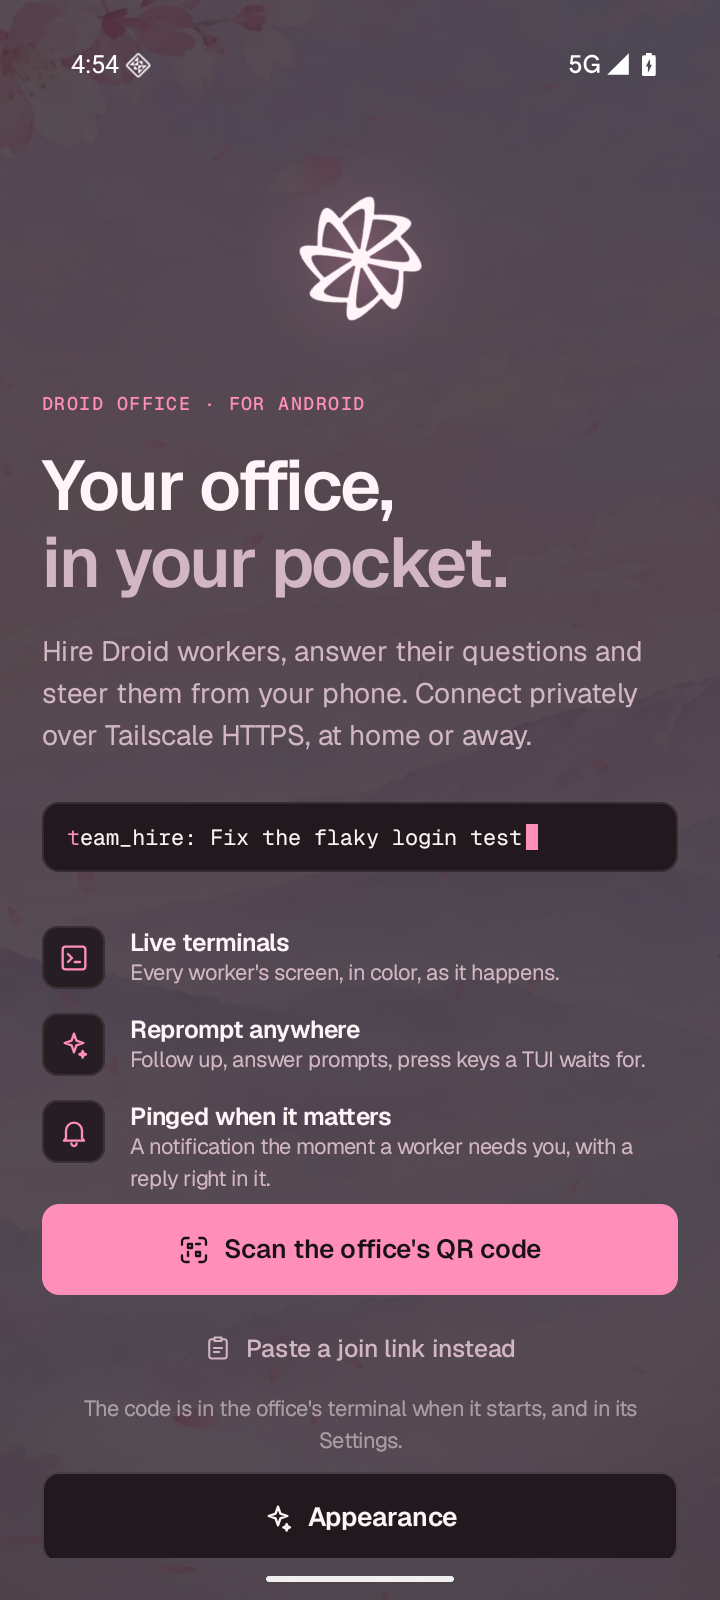 4:54
5G
DROID OFFICE · FOR ANDROID
Your office,
in your pocket.
Hire Droid workers, answer their questions and
steer them from your phone. Connect privately
over Tailscale HTTPS, at home or away.
team_hire: Fix the flaky login test
Live terminals
Every worker's screen, in color, as it happens.
Reprompt anywhere
Follow up, answer prompts, press keys a TUI waits for.
Pinged when it matters
A notification the moment a worker needs you, with a
reply right in it.
Scan the office's QR code
Paste a join link instead
The code is in the office's terminal when it starts, and in its
Settings.
Appearance